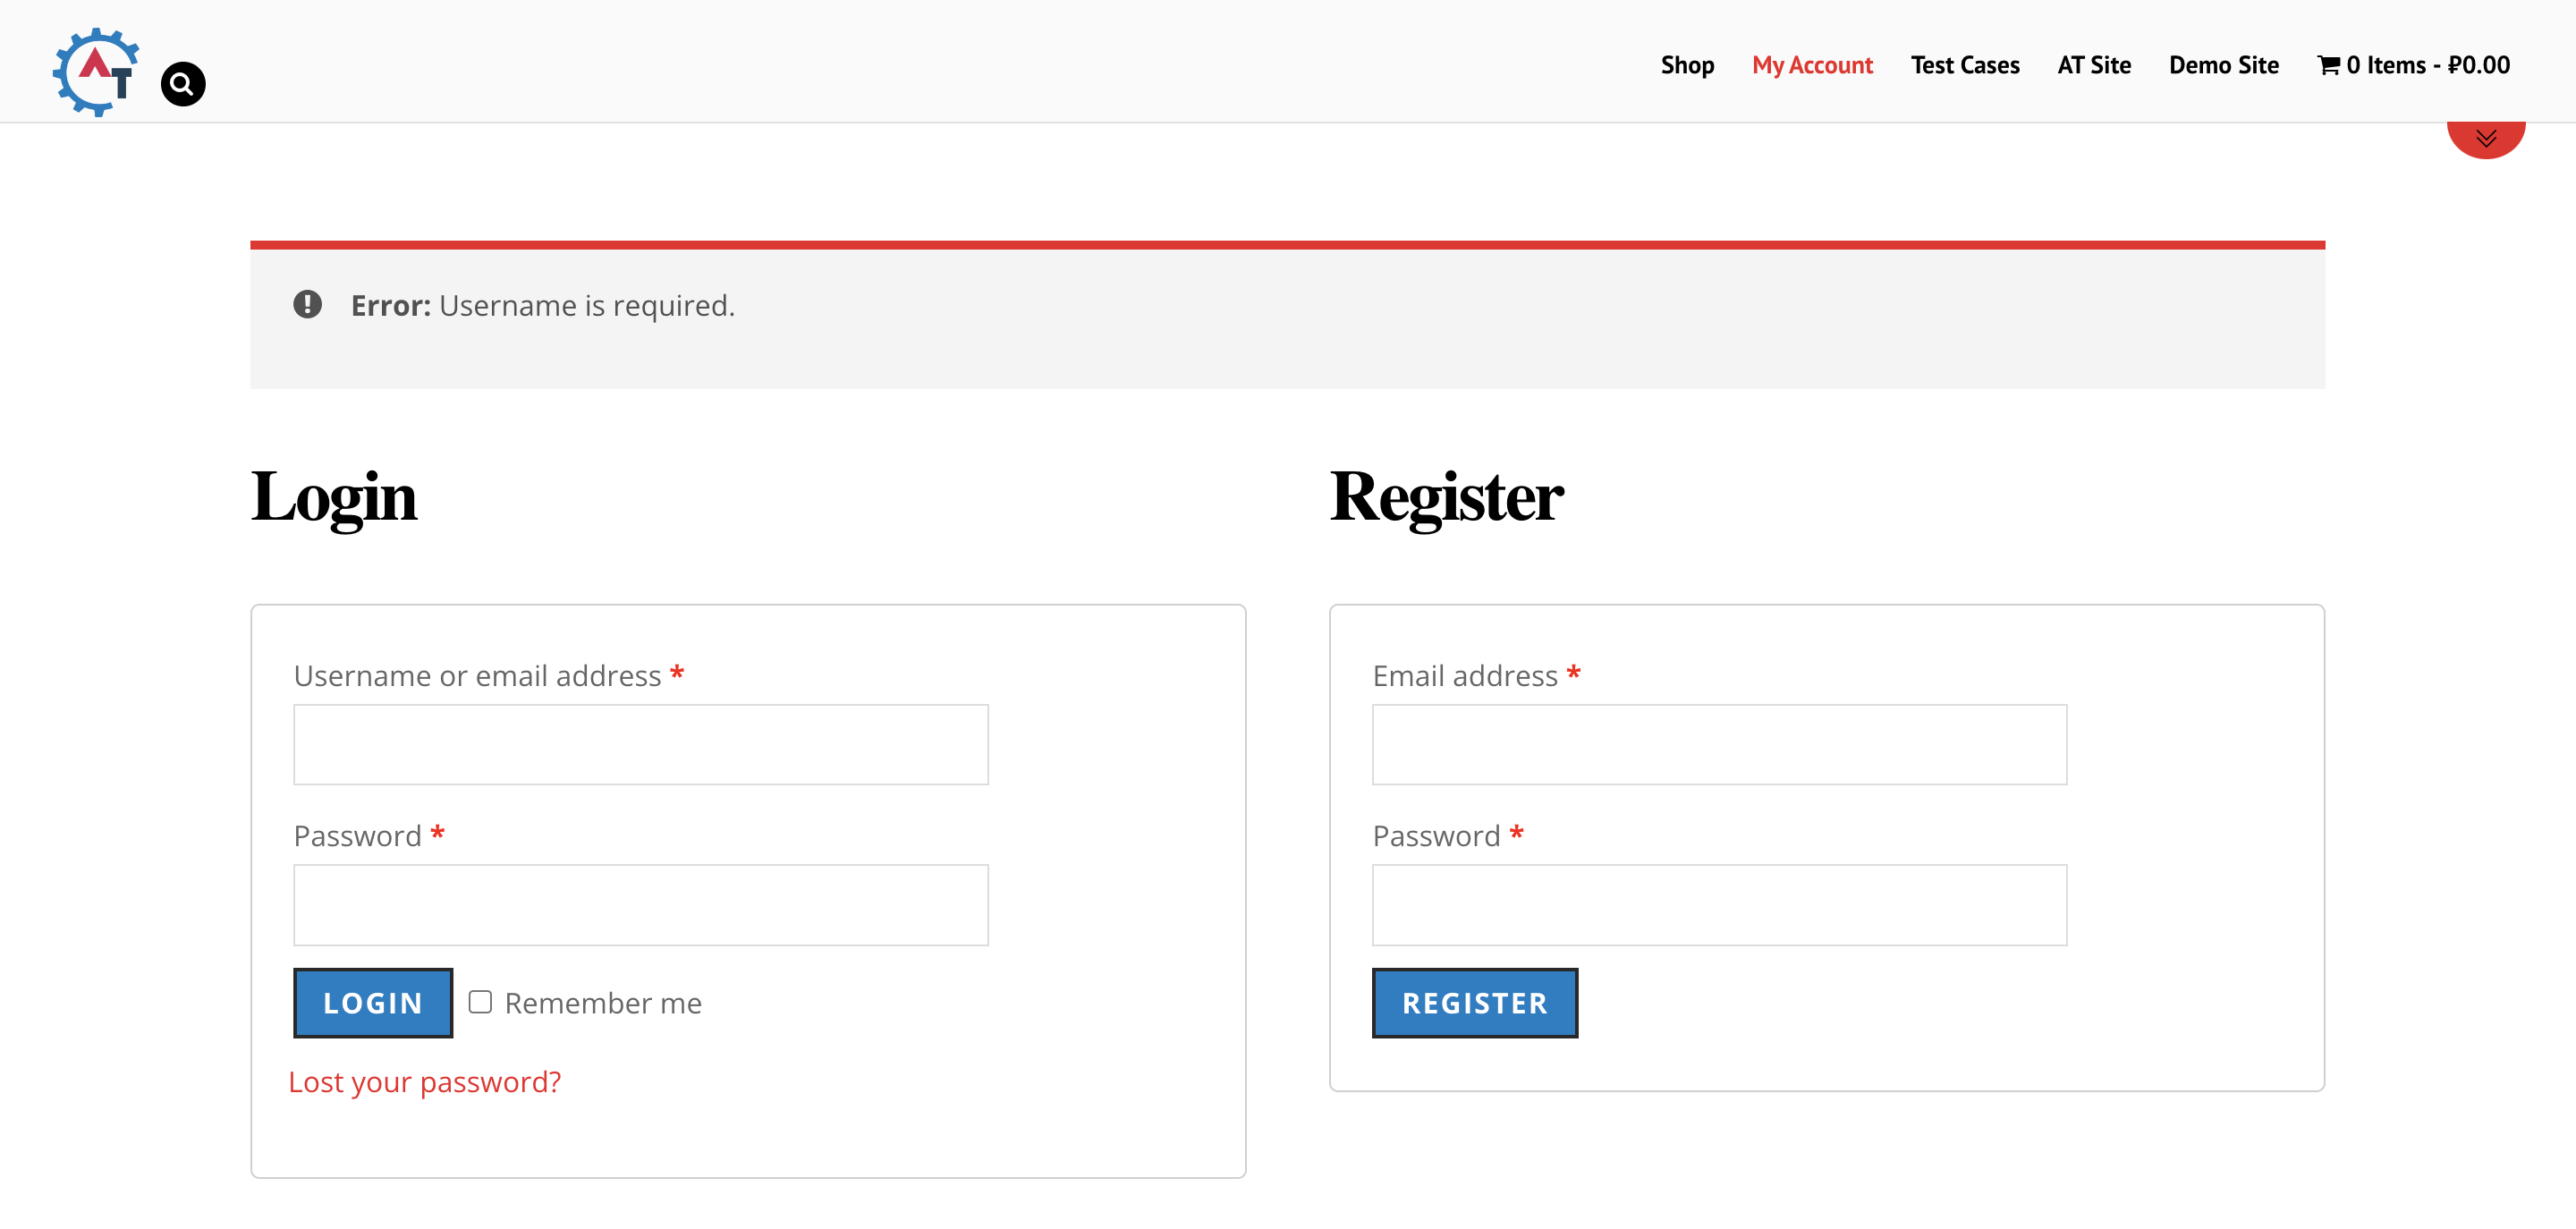 AT
Shop My Account Test Cases AT Site Demo Site 0 Items - ₽0.00
Error: Username is required.
Login
Register
Username or email address *
Password *
LOGIN Remember me
Lost your password?
Email address *
Password *
REGISTER